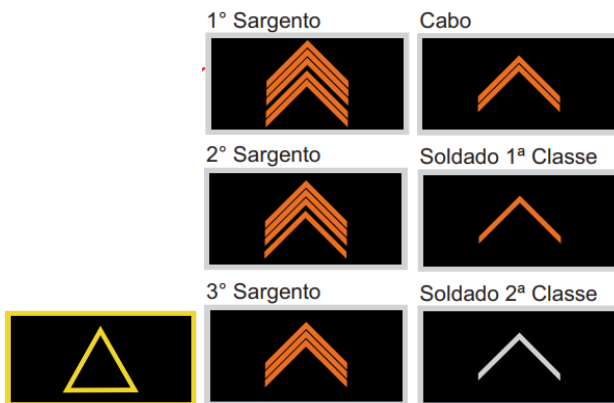 1° Sargento
Cabo
2° Sargento
Soldado 1ª Classe
3° Sargento
Soldado 2ª Classe